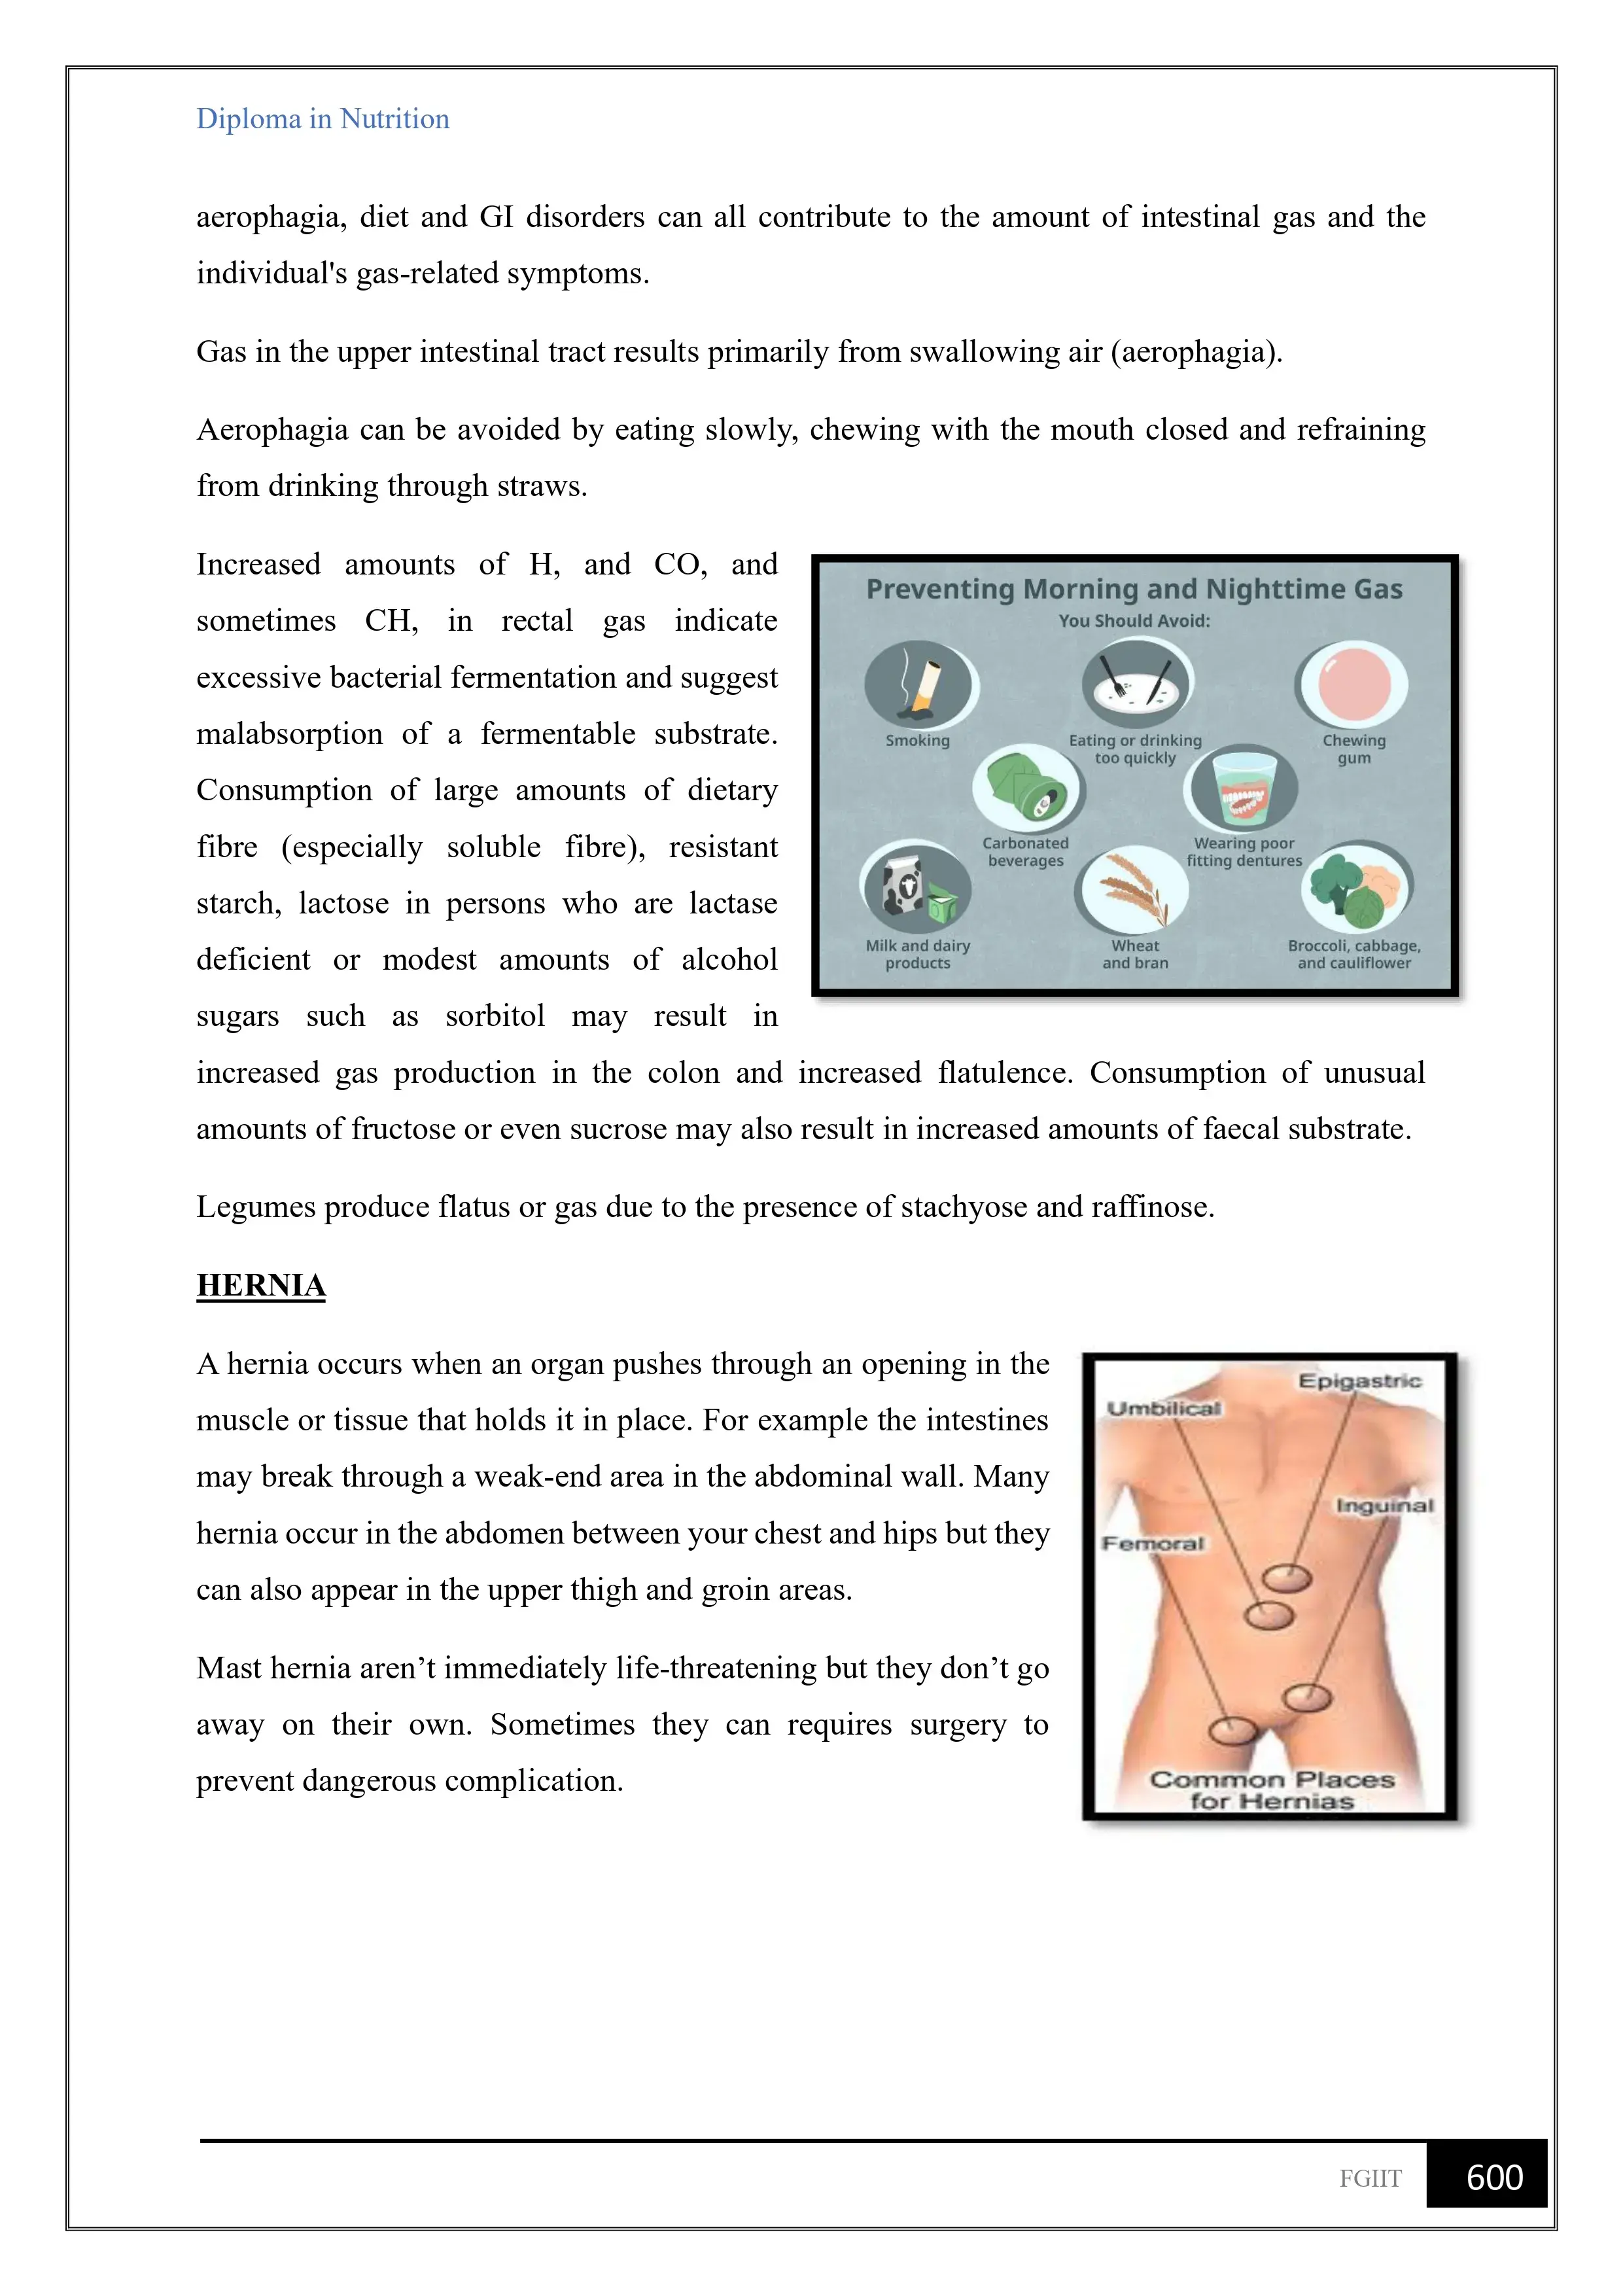 Diploma in Nutrition
aerophagia, diet and GI disorders can all contribute to the amount of intestinal gas and the
individual's gas-related symptoms.
Gas in the upper intestinal tract results primarily from swallowing air (aerophagia).
Aerophagia can be avoided by eating slowly, chewing with the mouth closed and refraining
from drinking through straws.
Increased amounts of H, and CO, and
sometimes CH, in rectal gas indicate
excessive bacterial fermentation and suggest
malabsorption of a fermentable substrate.
Consumption of large amounts of dietary
fibre (especially soluble fibre), resistant
starch, lactose in persons who are lactase
deficient or modest amounts of alcohol
sugars such as sorbitol may result in
increased gas production in the colon and increased flatulence. Consumption of unusual
amounts of fructose or even sucrose may also result in increased amounts of faecal substrate.
Preventing Morning and Nighttime Gas
You Should Avoid:
Smoking
Eating or drinking
too quickly
Chewing
gum
Carbonated
beverages
Wearing poor
fitting dentures
Milk and dairy
products
Wheat
and bran
Broccoli, cabbage,
and cauliflower
Legumes produce flatus or gas due to the presence of stachyose and raffinose.
HERNIA
A hernia occurs when an organ pushes through an opening in the
muscle or tissue that holds it in place. For example the intestines
may break through a weak-end area in the abdominal wall. Many
hernia occur in the abdomen between your chest and hips but they
can also appear in the upper thigh and groin areas.
Mast hernia aren’t immediately life-threatening but they don’t go
away on their own. Sometimes they can requires surgery to
prevent dangerous complication.
Epigastric
Umbilical
Inguinal
Femoral
Common Places
for Hernias
FGIIT
600